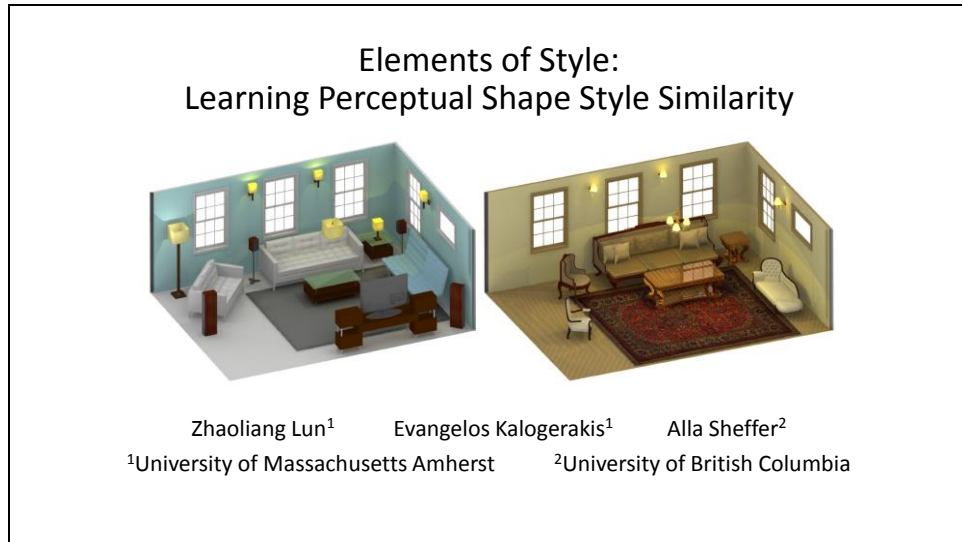 Elements of Style:
Learning Perceptual Shape Style Similarity
Zhaoliang Lun¹ Evangelos Kalogerakis¹ Alla Sheffer²
¹University of Massachusetts Amherst ²University of British Columbia